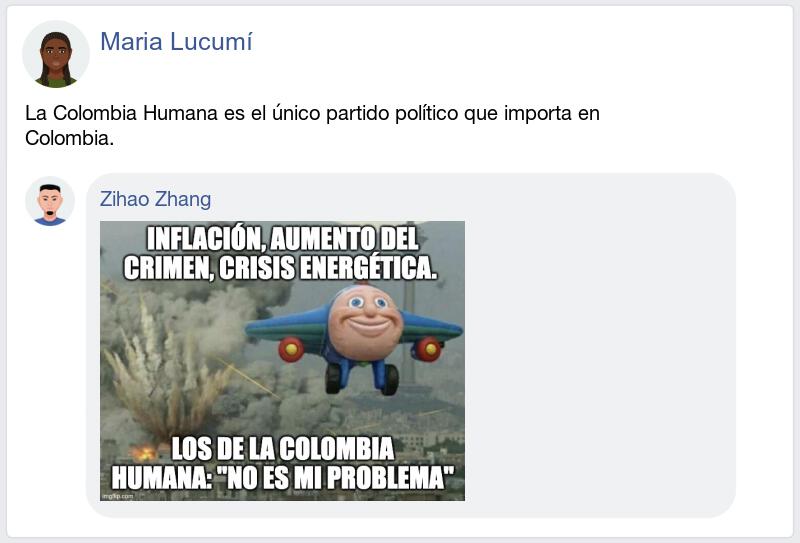 Maria Lucumí
La Colombia Humana es el único partido político que importa en
Colombia.
Zihao Zhang
INFLACIÓN, AUMENTO DEL
CRIMEN, CRISIS ENERGÉTICA.
LOS DE LA COLOMBIA
HUMANA: "NO ES MI PROBLEMA"
imgflip.com